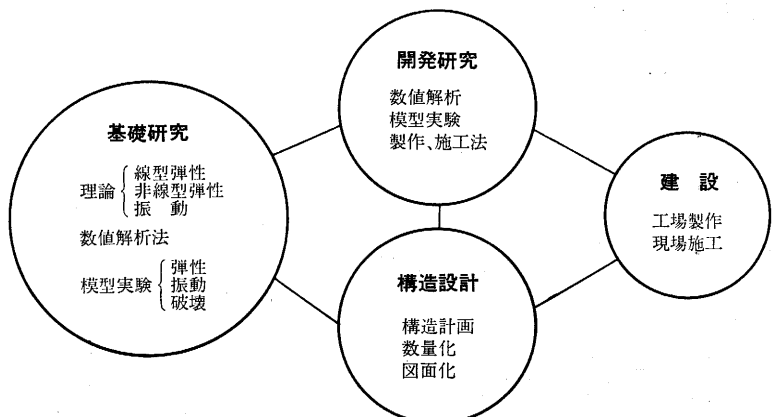 基礎研究
理論
線型弾性
非線型弾性
振　動
数値解析法
模型実験
弾性
振動
破壊
開発研究
数値解析
模型実験
製作、施工法
構造設計
構造計画
数量化
図面化
建　設
工場製作
現場施工